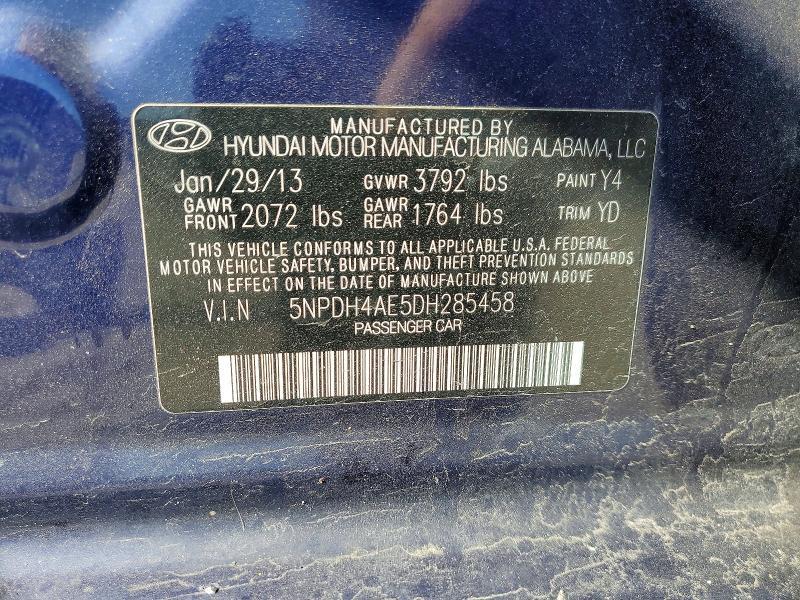 MANUFACTURED BY
HYUNDAI MOTOR MANUFACTURING ALABAMA, LLC
Jan/29/13 GVWR 3792 lbs PAINT Y4
GAWR FRONT 2072 lbs GAWR REAR 1764 lbs TRIM YD
THIS VEHICLE CONFORMS TO ALL APPLICABLE U.S.A. FEDERAL
MOTOR VEHICLE SAFETY, BUMPER, AND THEFT PREVENTION STANDARDS
IN EFFECT ON THE DATE OF MANUFACTURE SHOWN ABOVE
V.I.N 5NPDH4AE5DH285458
PASSENGER CAR